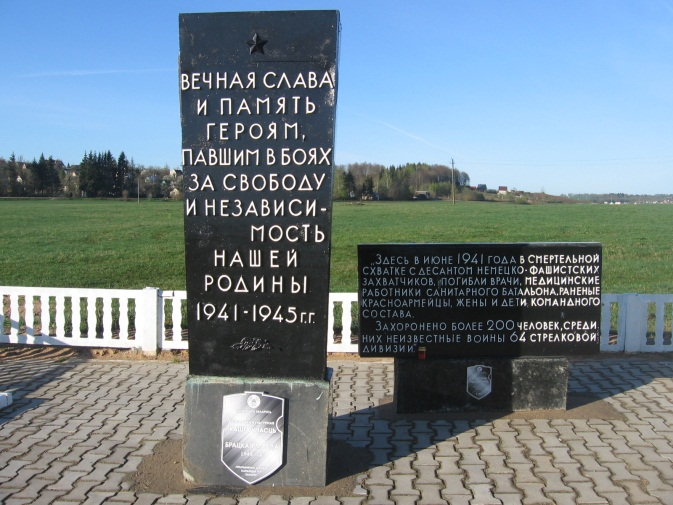 ВЕЧНАЯ СЛАВА
И ПАМЯТЬ
ГЕРОЯМ,
ПАВШИМ В БОЯХ
ЗА СВОБОДУ
И НЕЗАВИСИ-
МОСТЬ
НАШЕЙ
РОДИНЫ
1941-1945 г.г.
БРАЦКАЯ
„ЗДЕСЬ В ИЮНЕ 1941 ГОДА В СМЕРТЕЛЬНОЙ
СХВАТКЕ С ДЕСАНТОМ НЕМЕЦКО-ФАШИСТСКИХ
ЗАХВАТЧИКОВ, ПОГИБЛИ ВРАЧИ, МЕДИЦИНСКИЕ
РАБОТНИКИ САНИТАРНОГО БАТАЛЬОНА, РАНЕНЫЕ
КРАСНОАРМЕЙЦЫ, ЖЕНЫ И ДЕТИ КОМАНДНОГО
СОСТАВА.
ЗАХОРОНЕНО БОЛЕЕ 200 ЧЕЛОВЕК, СРЕДИ
НИХ НЕИЗВЕСТНЫЕ ВОИНЫ 64 СТРЕЛКОВОЙ
ДИВИЗИИ"